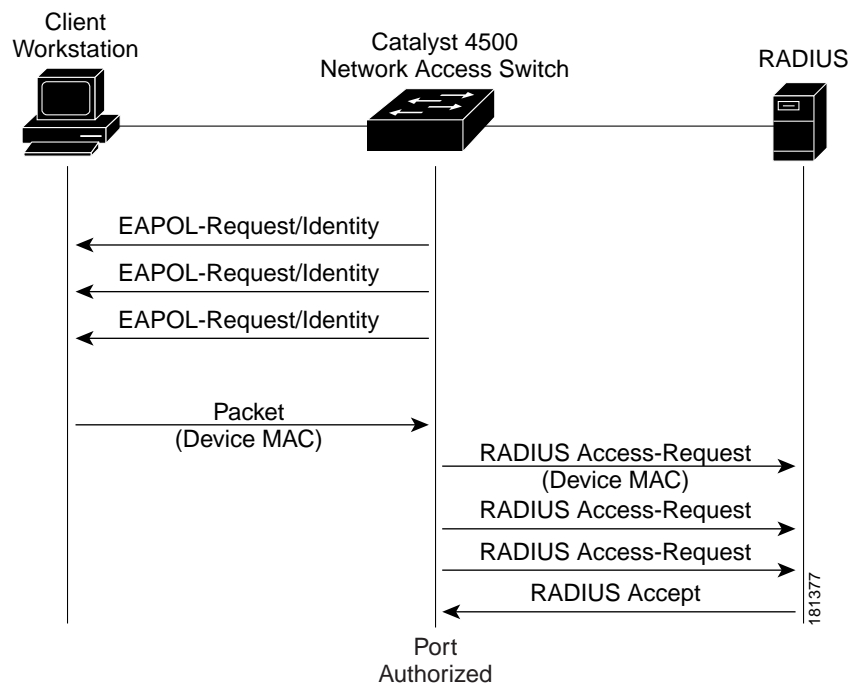 Client
Workstation
Catalyst 4500
Network Access Switch
RADIUS
EAPOL-Request/Identity
EAPOL-Request/Identity
EAPOL-Request/Identity
Packet
(Device MAC)
RADIUS Access-Request
(Device MAC)
RADIUS Access-Request
RADIUS Access-Request
RADIUS Accept
181377
Port
Authorized